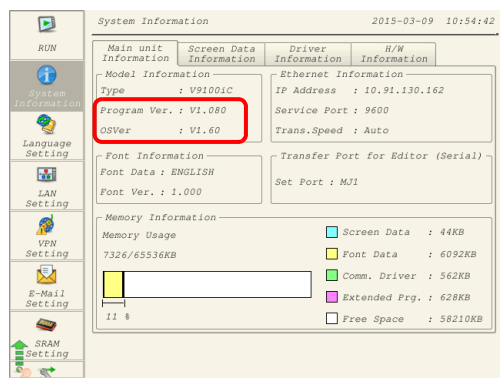 System Information 2015-03-09 10:54:42
RUN
System
Information
Language
Setting
LAN
Setting
VPN
Setting
E-Mail
Setting
SRAM
Setting
Main unit
Information
Screen Data
Information
Driver
Information
H/W
Information
Model Information
Type : V9100iC
Program Ver. : V1.080
OSVer : V1.60
Ethernet Information
IP Address : 10.91.130.162
Service Port : 9600
Trans.Speed : Auto
Font Information
Font Data : ENGLISH
Font Ver. : 1.000
Transfer Port for Editor (Serial)
Set Port : MJ1
Memory Information
Memory Usage
7326/65536KB
11 %
Screen Data : 44KB
Font Data : 6092KB
Comm. Driver : 562KB
Extended Prg. : 628KB
Free Space : 58210KB